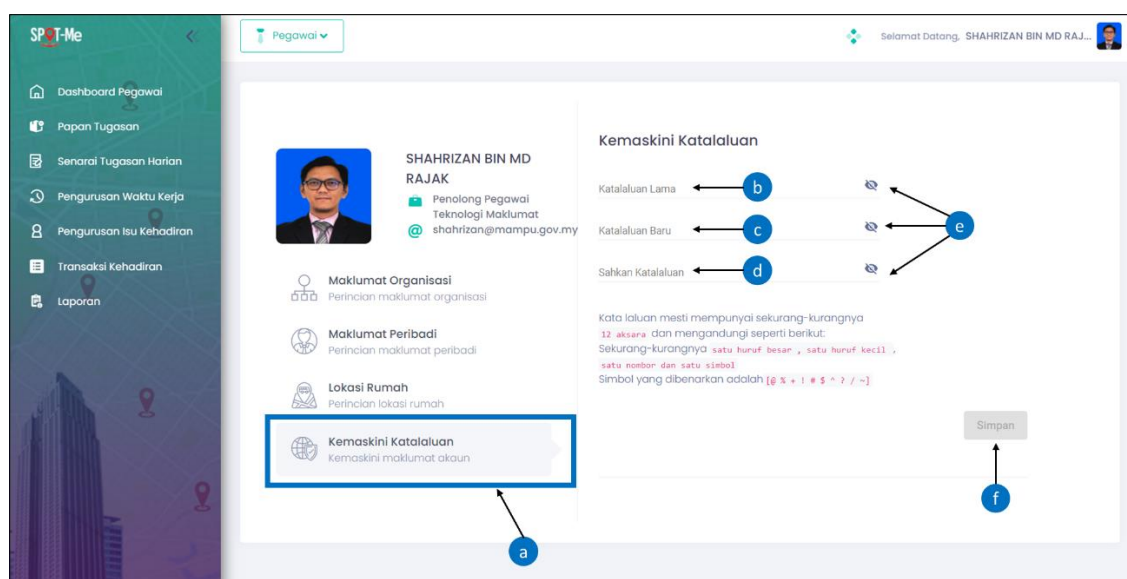 SPOT-Me
Pegawai
Selamat Datang, SHAHRIZAN BIN MD RAJ...
Dashboard Pegawai
Papan Tugasan
Senarai Tugasan Harian
Pengurusan Waktu Kerja
Pengurusan Isu Kehadiran
Transaksi Kehadiran
Laporan
SHAHRIZAN BIN MD
RAJAK
Penolong Pegawai
Teknologi Maklumat
@ shahrizan@mampu.gov.my
Maklumat Organisasi
Perincian maklumat organisasi
Maklumat Peribadi
Perincian maklumat peribadi
Lokasi Rumah
Perincian lokasi rumah
Kemaskini Katalaluan
Kemaskini maklumat akaun
a
Kemaskini Katalaluan
Katalaluan Lama b
Katalaluan Baru c
e
Sahkan Katalaluan d
Kata laluan mesti mempunyai sekurang-kurangnya
12 aksara dan mengandungi seperti berikut:
Sekurang-kurangnya satu huruf besar , satu huruf kecil ,
satu nombor dan satu simbol
Simbol yang dibenarkan adalah [@ % + ! # $ ^ ? / ~]
Simpan
f